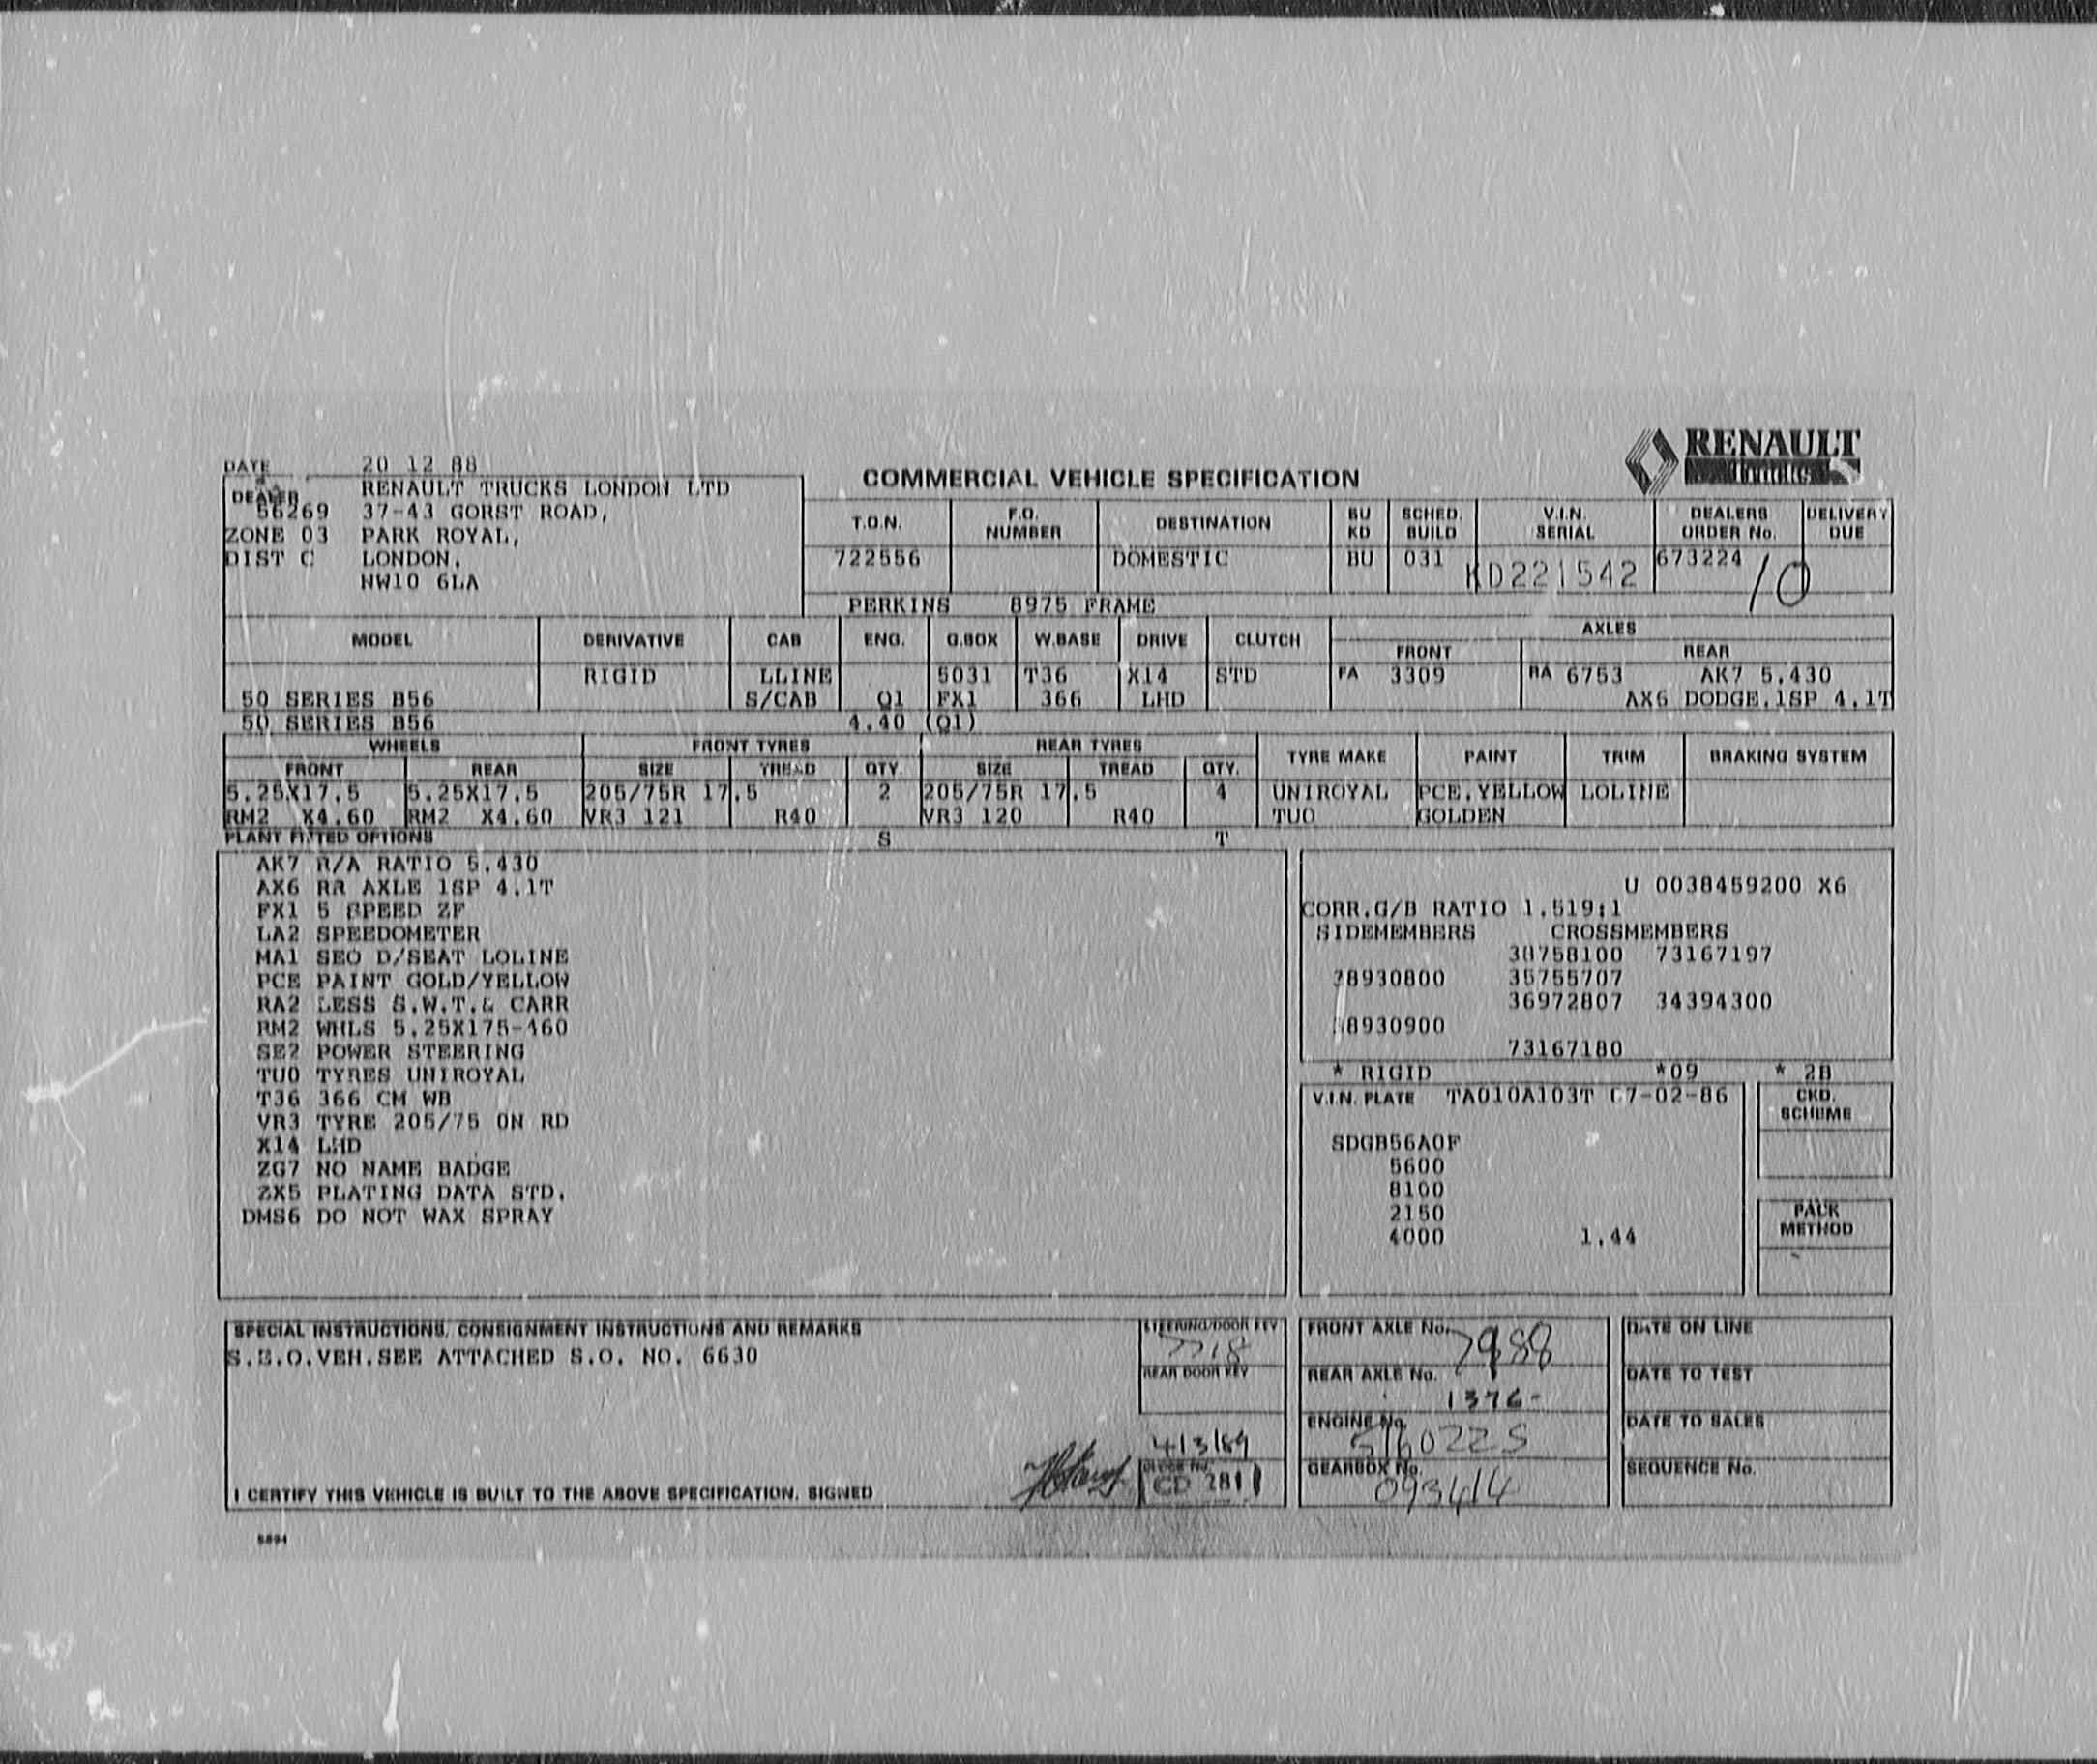 RENAULT
Trucks
DATE 20 12 88
COMMERCIAL VEHICLE SPECIFICATION
DEALER RENAULT TRUCKS LONDON LTD
56269 37-43 GORST ROAD,
ZONE 03 PARK ROYAL,
DIST C LONDON,
NW10 6LA
T.O.N. F.O. NUMBER DESTINATION BU KD SCHED. BUILD V.I.N. SERIAL DEALERS ORDER No. DELIVERY DUE
722556 DOMESTIC BU 031 KD221542 673224 /10
PERKINS 8975 FRAME
MODEL DERIVATIVE CAB ENG. G.BOX W.BASE DRIVE CLUTCH AXLES
FRONT REAR
RIGID LLINE 5031 T36 X14 STD FA 3309 RA 6753 AK7 5.430
50 SERIES B56 S/CAB Q1 FX1 366 LHD AX6 DODGE.1SP 4.1T
50 SERIES B56 4.40 (Q1)
WHEELS FRONT TYRES REAR TYRES TYRE MAKE PAINT TRIM BRAKING SYSTEM
FRONT REAR SIZE TREAD QTY. SIZE TREAD QTY.
5.25X17.5 5.25X17.5 205/75R 17.5 2 205/75R 17.5 4 UNIROYAL PCE.YELLOW LOLINE
RM2 X4.60 RM2 X4.60 VR3 121 R40 VR3 120 R40 TU0 GOLDEN
PLANT FITTED OPTIONS S T
AK7 R/A RATIO 5.430
AX6 RR AXLE 1SP 4.1T
FX1 5 SPEED ZF
LA2 SPEEDOMETER
MA1 SEO D/SEAT LOLINE
PCE PAINT GOLD/YELLOW
RA2 LESS S.W.T.& CARR
RM2 WHLS 5.25X175-460
SE2 POWER STEERING
TU0 TYRES UNIROYAL
T36 366 CM WB
VR3 TYRE 205/75 ON RD
X14 LHD
ZG7 NO NAME BADGE
ZX5 PLATING DATA STD.
DMS6 DO NOT WAX SPRAY
U 0038459200 X6
CORR.G/B RATIO 1.519:1
SIDEMEMBERS CROSSMEMBERS
38758100 73167197
38930800 35755707
36972807 34394300
38930900
73167180
* RIGID *09 * 2B
V.I.N. PLATE TA010A103T 07-02-86
SDGB56A0F
5600
8100
2150
4000 1.44
CKD. SCHEME
PACK METHOD
SPECIAL INSTRUCTIONS, CONSIGNMENT INSTRUCTIONS AND REMARKS
S.S.O.VEH.SEE ATTACHED S.O. NO. 6630
I CERTIFY THIS VEHICLE IS BUILT TO THE ABOVE SPECIFICATION. SIGNED
STEERING/DOOR KEY
REAR DOOR KEY
4/3/89
CD 2811
FRONT AXLE No. 7988
REAR AXLE No. 1376-
ENGINE No.
GEARBOX No. 093414
DATE ON LINE
DATE TO TEST
DATE TO SALES
SEQUENCE No.
5894